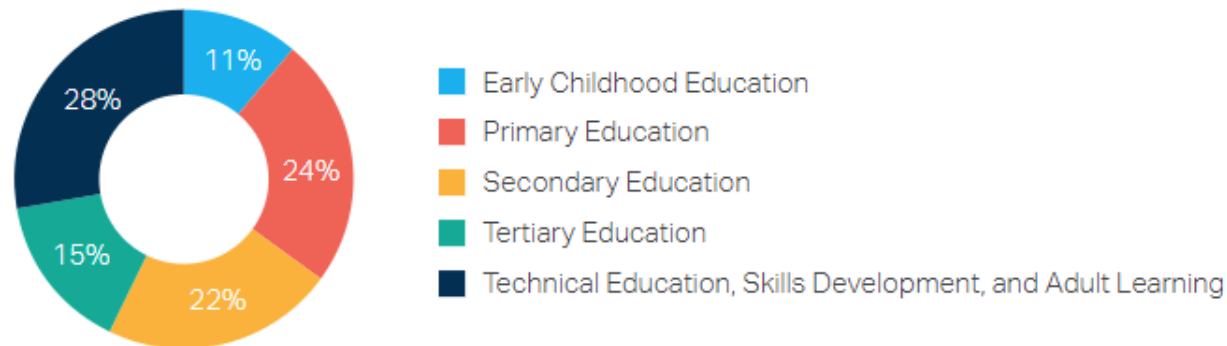 11%
28%
24%
15%
22%
Early Childhood Education
Primary Education
Secondary Education
Tertiary Education
Technical Education, Skills Development, and Adult Learning